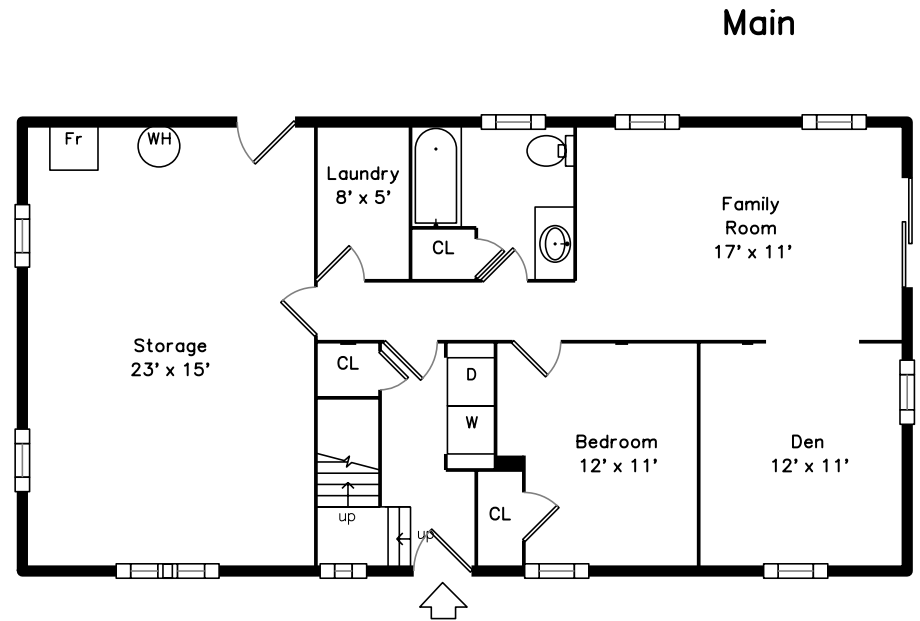 Main
Fr
WH
Laundry
8' x 5'
CL
Family
Room
17' x 11'
Storage
23' x 15'
CL
D
W
Bedroom
12' x 11'
Den
12' x 11'
CL
up
up